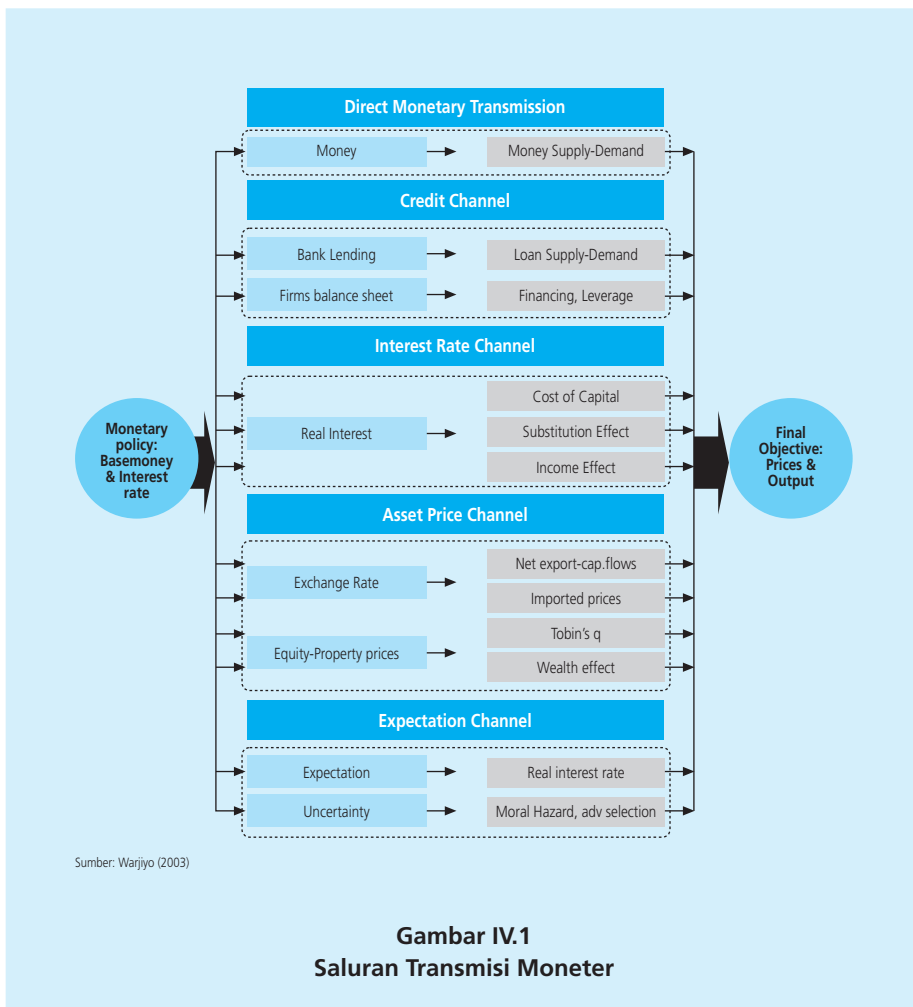 Direct Monetary Transmission
Money
Money Supply-Demand
Credit Channel
Bank Lending
Loan Supply-Demand
Firms balance sheet
Financing, Leverage
Interest Rate Channel
Monetary
policy:
Basemoney
& Interest
rate
Real Interest
Cost of Capital
Substitution Effect
Income Effect
Final
Objective:
Prices &
Output
Asset Price Channel
Exchange Rate
Net export-cap.flows
Imported prices
Equity-Property prices
Tobin's q
Wealth effect
Expectation Channel
Expectation
Real interest rate
Uncertainty
Moral Hazard, adv selection
Sumber: Warjiyo (2003)
Gambar IV.1
Saluran Transmisi Moneter